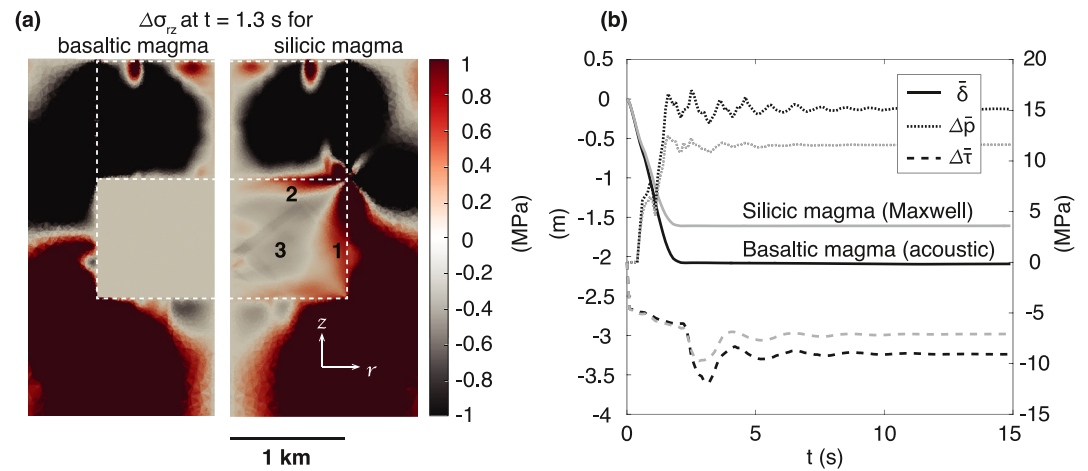 (a)
Δσrz at t = 1.3 s for
basaltic magma
silicic magma
1
0.8
0.6
0.4
0.2
0
-0.2
-0.4
-0.6
-0.8
-1
(MPa)
2
3
1
z
r
1 km
(b)
0.5
0
-0.5
-1
-1.5
-2
-2.5
-3
-3.5
-4
(m)
20
15
10
5
0
-5
-10
-15
(MPa)
δ̄
Δp̄
Δτ̄
Silicic magma (Maxwell)
Basaltic magma (acoustic)
0
5
10
15
t (s)